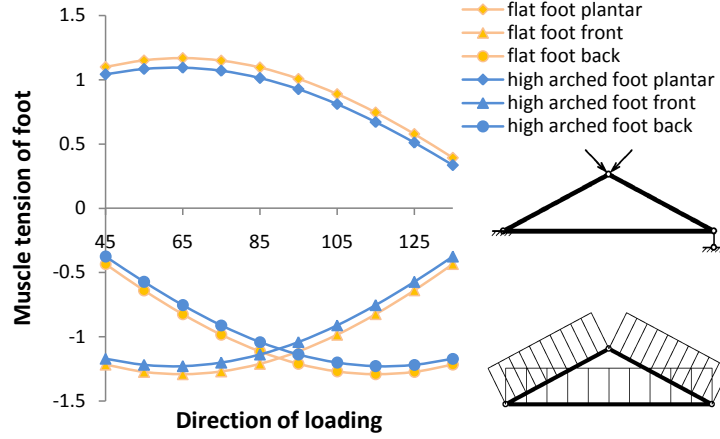 flat foot plantar
flat foot front
flat foot back
high arched foot plantar
high arched foot front
high arched foot back
1.5
1
0.5
0
45 65 85 105 125
-0.5
-1
-1.5
Muscle tension of foot
Direction of loading